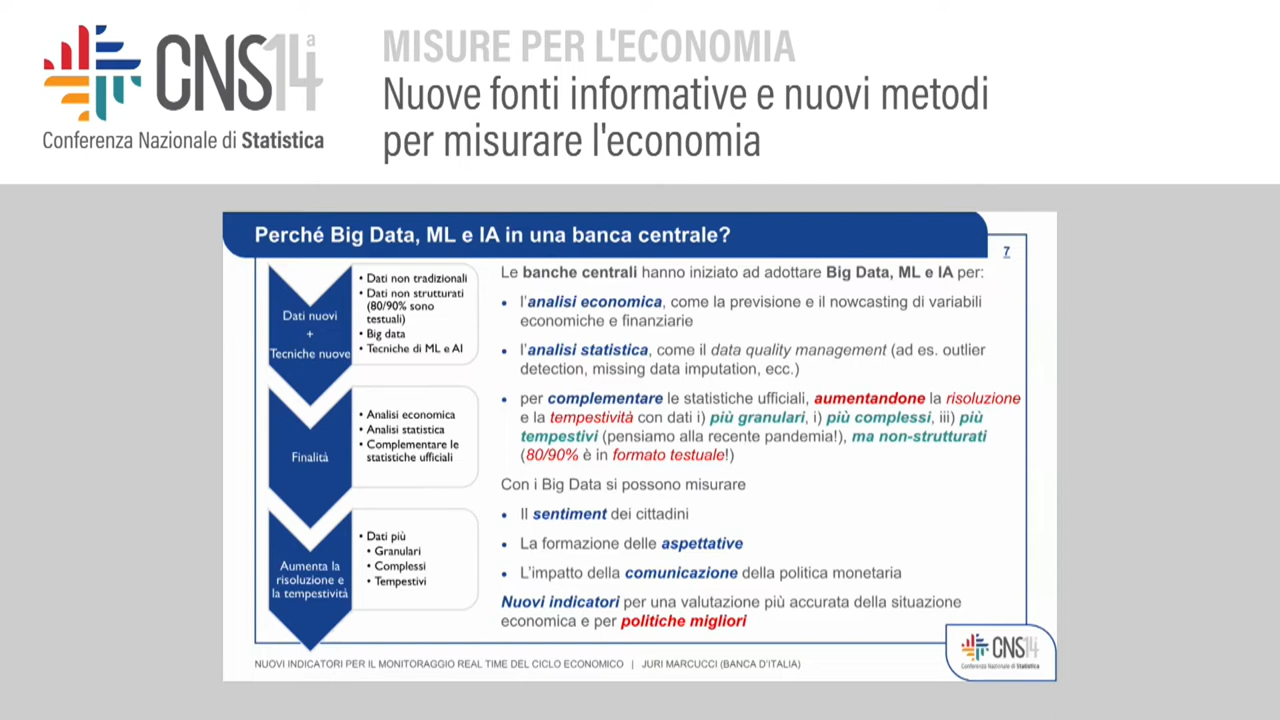 CNS14a
Conferenza Nazionale di Statistica
MISURE PER L'ECONOMIA
Nuove fonti informative e nuovi metodi
per misurare l'economia
Perché Big Data, ML e IA in una banca centrale?
7
Dati nuovi
+
Tecniche nuove
• Dati non tradizionali
• Dati non strutturati
(80/90% sono
testuali)
• Big data
• Tecniche di ML e AI
Finalità
• Analisi economica
• Analisi statistica
• Complementare le
statistiche ufficiali
Aumenta la
risoluzione e
la tempestività
• Dati più
• Granulari
• Complessi
• Tempestivi
Le banche centrali hanno iniziato ad adottare Big Data, ML e IA per:
• l'analisi economica, come la previsione e il nowcasting di variabili
economiche e finanziarie
• l'analisi statistica, come il data quality management (ad es. outlier
detection, missing data imputation, ecc.)
• per complementare le statistiche ufficiali, aumentandone la risoluzione
e la tempestività con dati i) più granulari, i) più complessi, iii) più
tempestivi (pensiamo alla recente pandemia!), ma non-strutturati
(80/90% è in formato testuale!)
Con i Big Data si possono misurare
• Il sentiment dei cittadini
• La formazione delle aspettative
• L'impatto della comunicazione della politica monetaria
Nuovi indicatori per una valutazione più accurata della situazione
economica e per politiche migliori
NUOVI INDICATORI PER IL MONITORAGGIO REAL TIME DEL CICLO ECONOMICO | JURI MARCUCCI (BANCA D'ITALIA)
CNS14
Conferenza Nazionale di Statistica